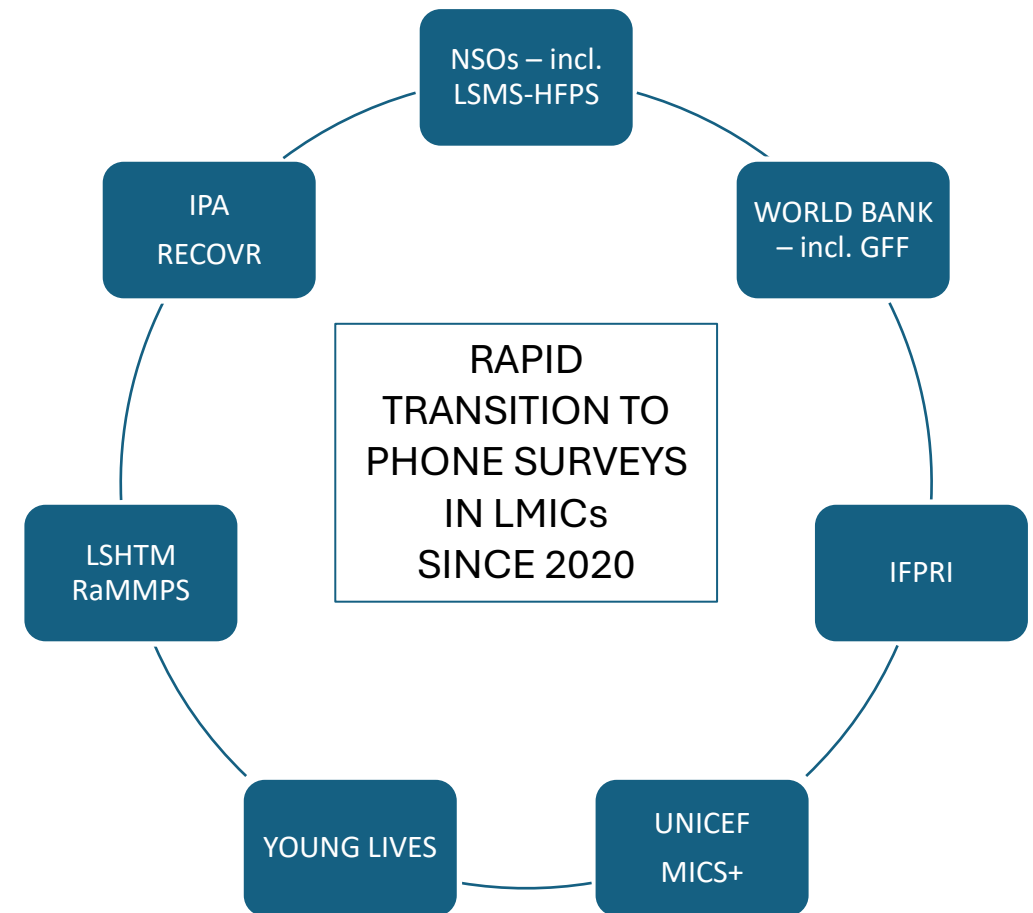 NSOs – incl.
LSMS-HFPS
WORLD BANK
– incl. GFF
IFPRI
UNICEF
MICS+
YOUNG LIVES
LSHTM
RaMMPS
IPA
RECOVR
RAPID
TRANSITION TO
PHONE SURVEYS
IN LMICs
SINCE 2020